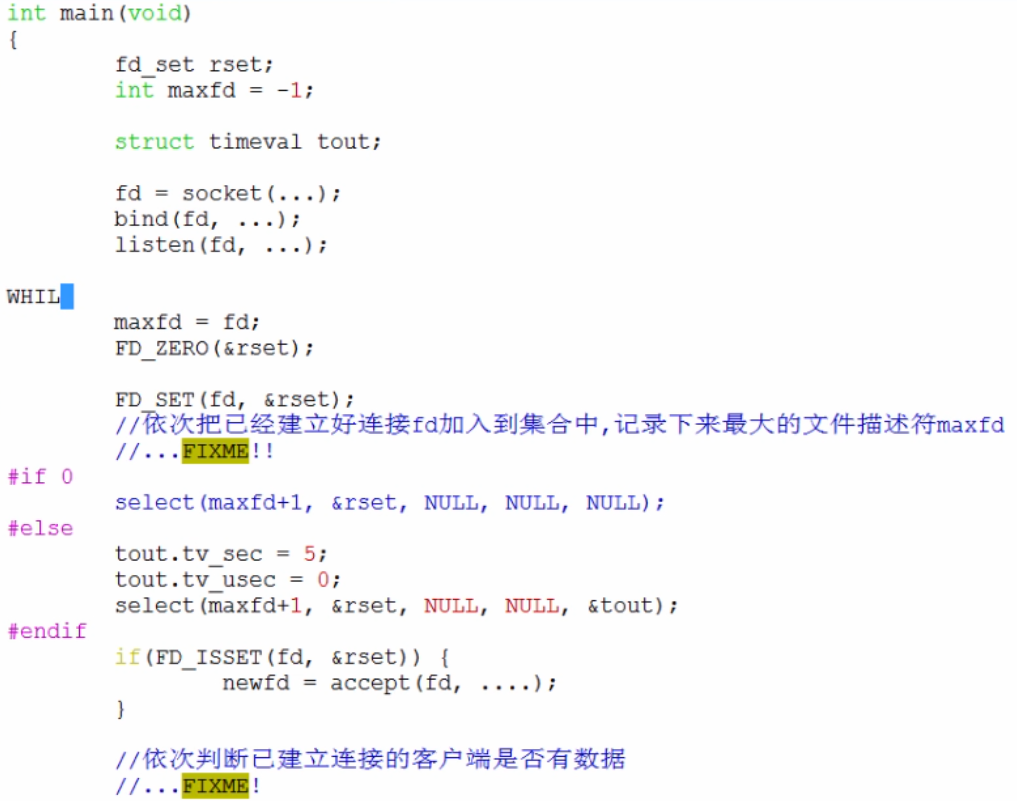 int main(void)
{
        fd_set rset;
        int maxfd = -1;

        struct timeval tout;

        fd = socket(...);
        bind(fd, ...);
        listen(fd, ...);

WHIL
        maxfd = fd;
        FD_ZERO(&rset);

        FD_SET(fd, &rset);
        //依次把已经建立好连接fd加入到集合中,记录下来最大的文件描述符maxfd
        //...FIXME!!
#if 0
        select(maxfd+1, &rset, NULL, NULL, NULL);
#else
        tout.tv_sec = 5;
        tout.tv_usec = 0;
        select(maxfd+1, &rset, NULL, NULL, &tout);
#endif
        if(FD_ISSET(fd, &rset)) {
                newfd = accept(fd, ....);
        }

        //依次判断已建立连接的客户端是否有数据
        //...FIXME!